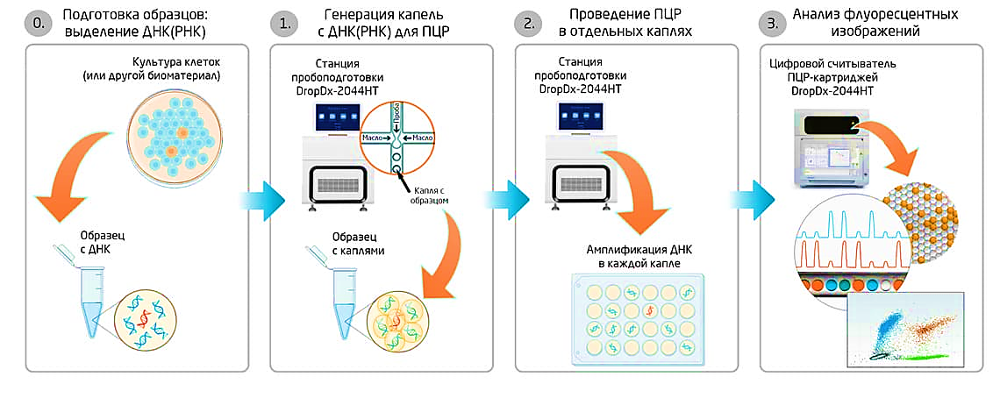 0.
Подготовка образцов:
выделение ДНК(РНК)
Культура клеток
(или другой биоматериал)
Образец
с ДНК
1.
Генерация капель
с ДНК(РНК) для ПЦР
Станция
пробоподготовки
DropDx-2044HT
Проба
Масло
Масло
Капля с
образцом
Образец
с каплями
2.
Проведение ПЦР
в отдельных каплях
Станция
пробоподготовки
DropDx-2044HT
Амплификация ДНК
в каждой капле
3.
Анализ флуоресцентных
изображений
Цифровой считыватель
ПЦР-картриджей
DropDx-2044HT